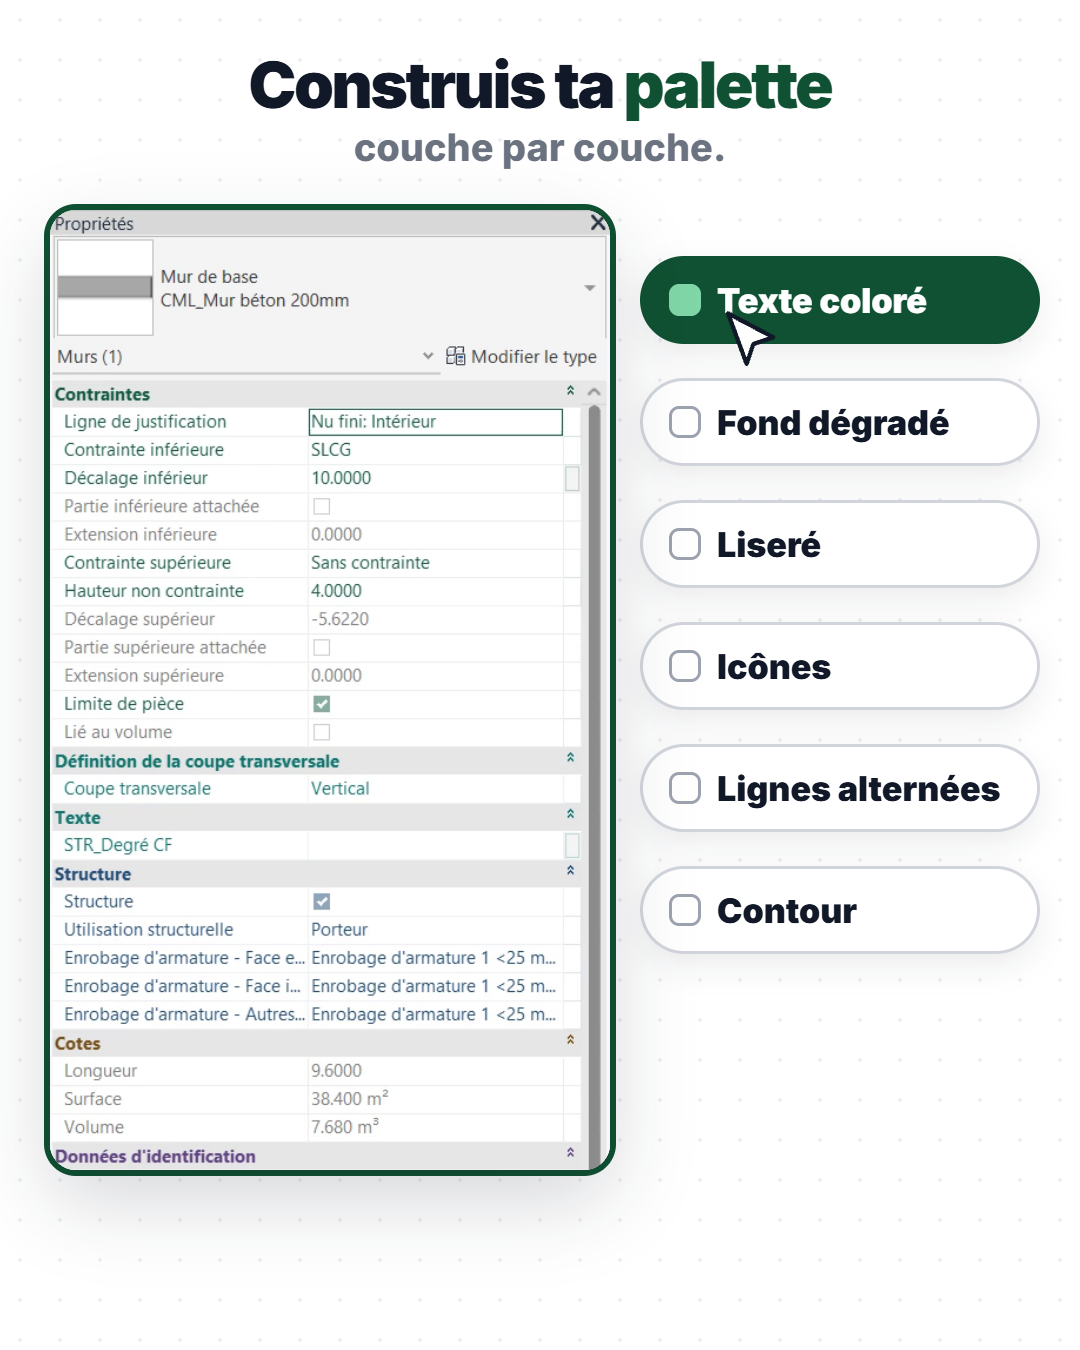 Construis ta palette
couche par couche.
Propriétés
Mur de base
CML_Mur béton 200mm
Murs (1)
Modifier le type
Contraintes
Ligne de justification Nu fini: Intérieur
Contrainte inférieure SLCG
Décalage inférieur 10.0000
Partie inférieure attachée
Extension inférieure 0.0000
Contrainte supérieure Sans contrainte
Hauteur non contrainte 4.0000
Décalage supérieur -5.6220
Partie supérieure attachée
Extension supérieure 0.0000
Limite de pièce
Lié au volume
Définition de la coupe transversale
Coupe transversale Vertical
Texte
STR_Degré CF
Structure
Structure
Utilisation structurelle Porteur
Enrobage d'armature - Face e... Enrobage d'armature 1 <25 m...
Enrobage d'armature - Face i... Enrobage d'armature 1 <25 m...
Enrobage d'armature - Autres... Enrobage d'armature 1 <25 m...
Cotes
Longueur 9.6000
Surface 38.400 m²
Volume 7.680 m³
Données d'identification
Texte coloré
Fond dégradé
Liseré
Icônes
Lignes alternées
Contour